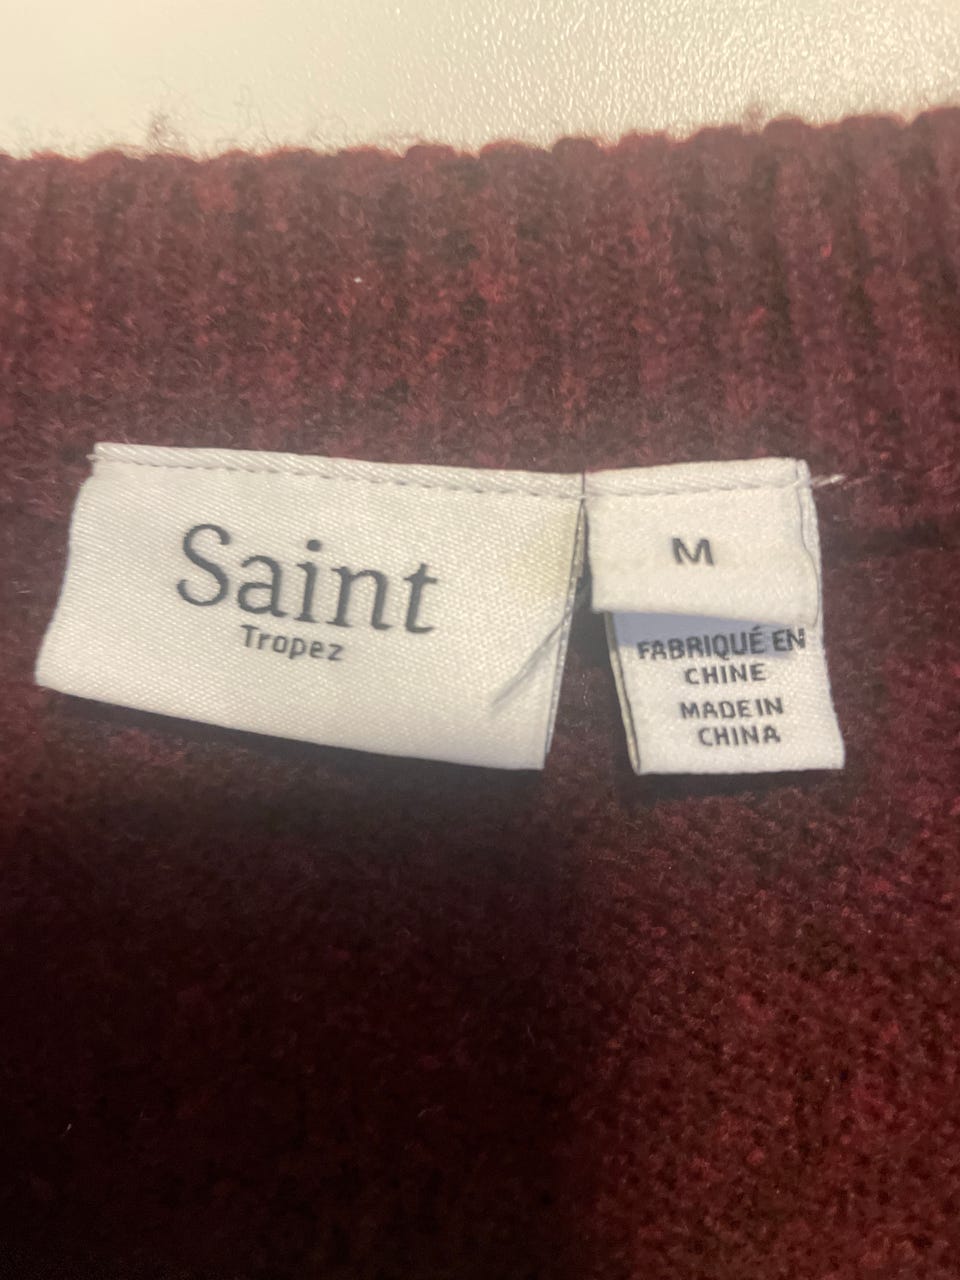 Saint
Tropez
M
FABRIQUÉ EN
CHINE
MADE IN
CHINA